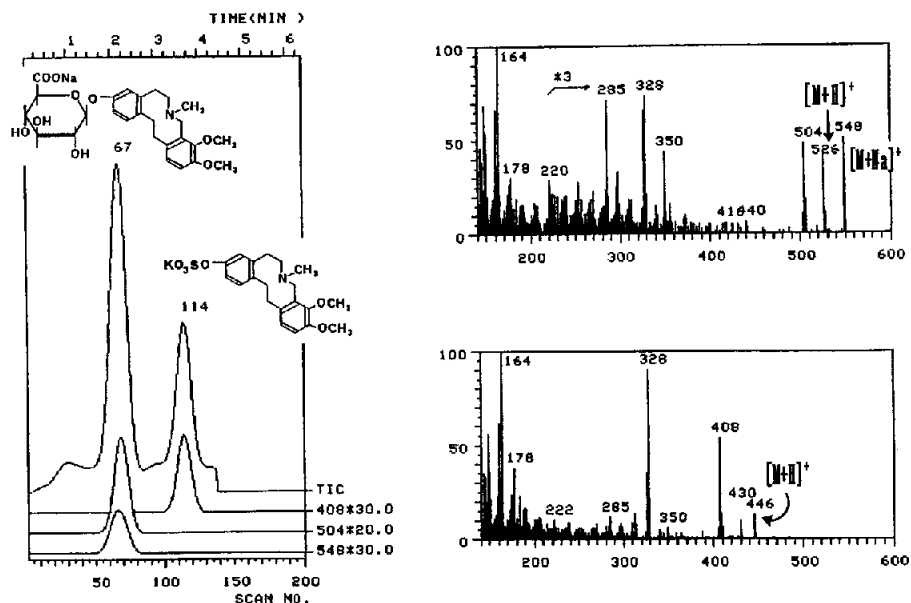 TIME(MIN )
1 2 3 4 5 6
COONa
O
O
N-CH₃
HO
OH
OH
OCH₃
OCH₃
67
KO₃SO
N-CH₃
OCH₃
OCH₃
114
TIC
408*30.0
504*20.0
548*30.0
50 100 150 200
SCAN NO.
100
50
0
164
178
220
*3
285
328
350
416
440
504
526
548
[M+H]⁺
[M+Na]⁺
200 300 400 500 600
100
50
0
164
178
222
285
328
350
408
430
446
[M+H]⁺
200 300 400 500 600